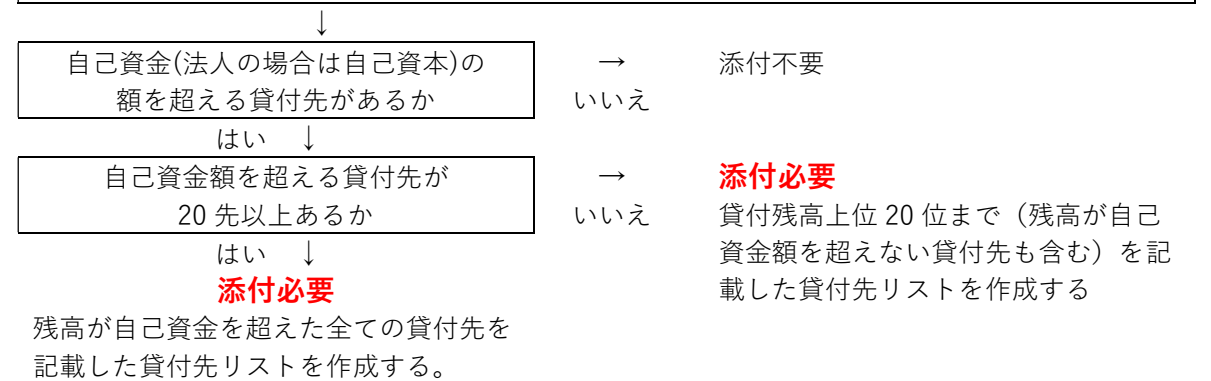 ↓
自己資金(法人の場合は自己資本)の
額を超える貸付先があるか
→
いいえ
添付不要
はい ↓
自己資金額を超える貸付先が
20 先以上あるか
→
いいえ
添付必要
貸付残高上位 20 位まで（残高が自己
資金額を超えない貸付先も含む）を記
載した貸付先リストを作成する
はい ↓
添付必要
残高が自己資金を超えた全ての貸付先を
記載した貸付先リストを作成する。